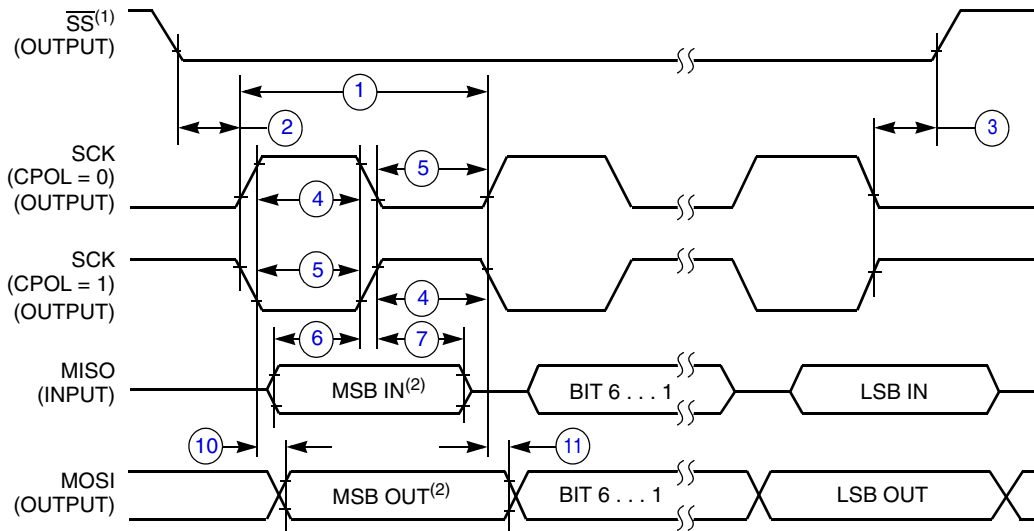 SS(1)
(OUTPUT)
1
2
3
SCK
(CPOL = 0)
(OUTPUT)
5
4
SCK
(CPOL = 1)
(OUTPUT)
5
4
6
7
MISO
(INPUT)
MSB IN(2)
BIT 6 . . . 1
LSB IN
10
11
MOSI
(OUTPUT)
MSB OUT(2)
BIT 6 . . . 1
LSB OUT